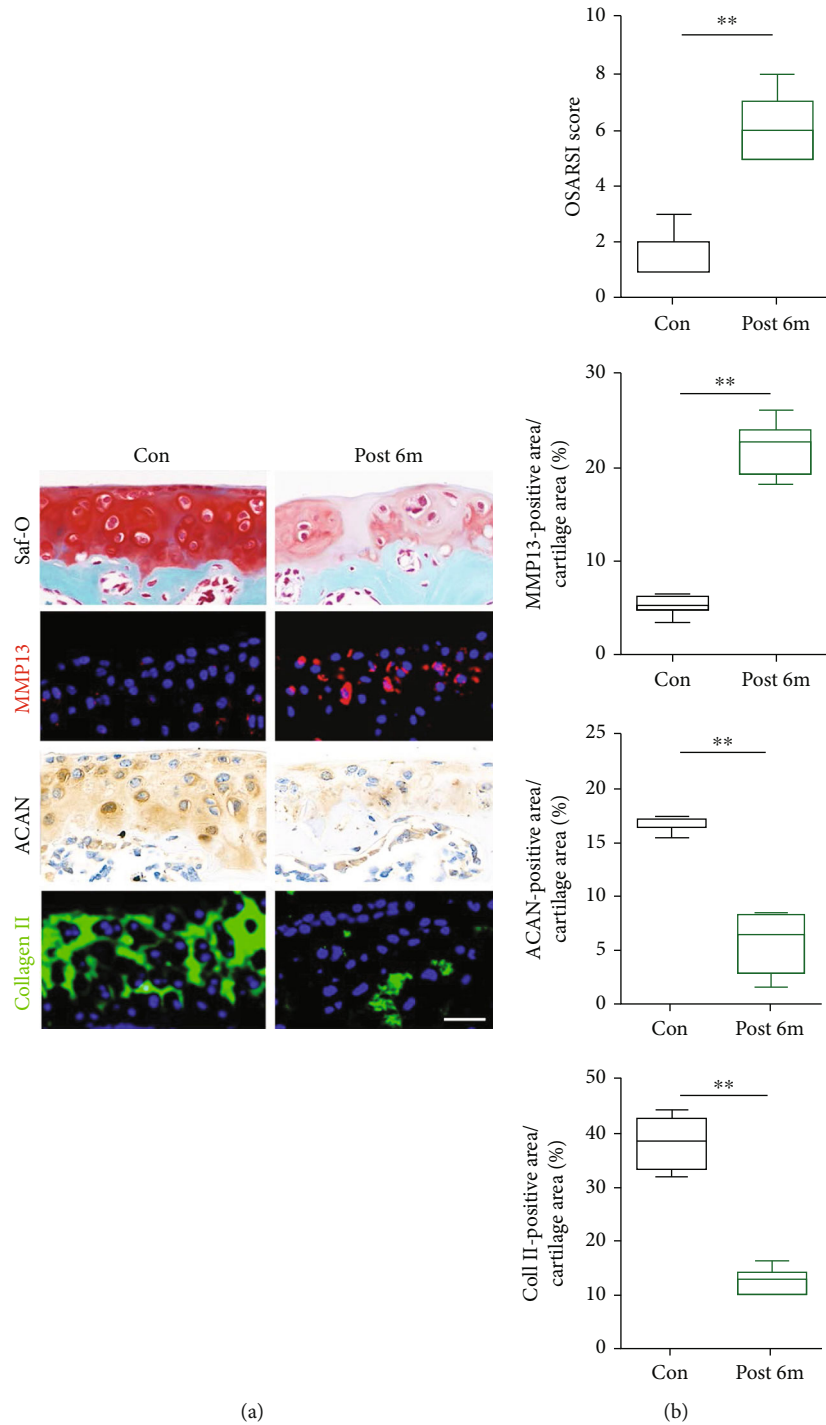 Con Post 6m
Saf-O
MMP13
ACAN
Collagen II
(a)
10
8
6
4
2
0
OSARSI score
**
Con Post 6m
30
20
10
0
MMP13-positive area/
cartilage area (%)
**
Con Post 6m
25
20
15
10
5
0
ACAN-positive area/
cartilage area (%)
**
Con Post 6m
50
40
30
20
10
0
Coll II-positive area/
cartilage area (%)
**
Con Post 6m
(b)